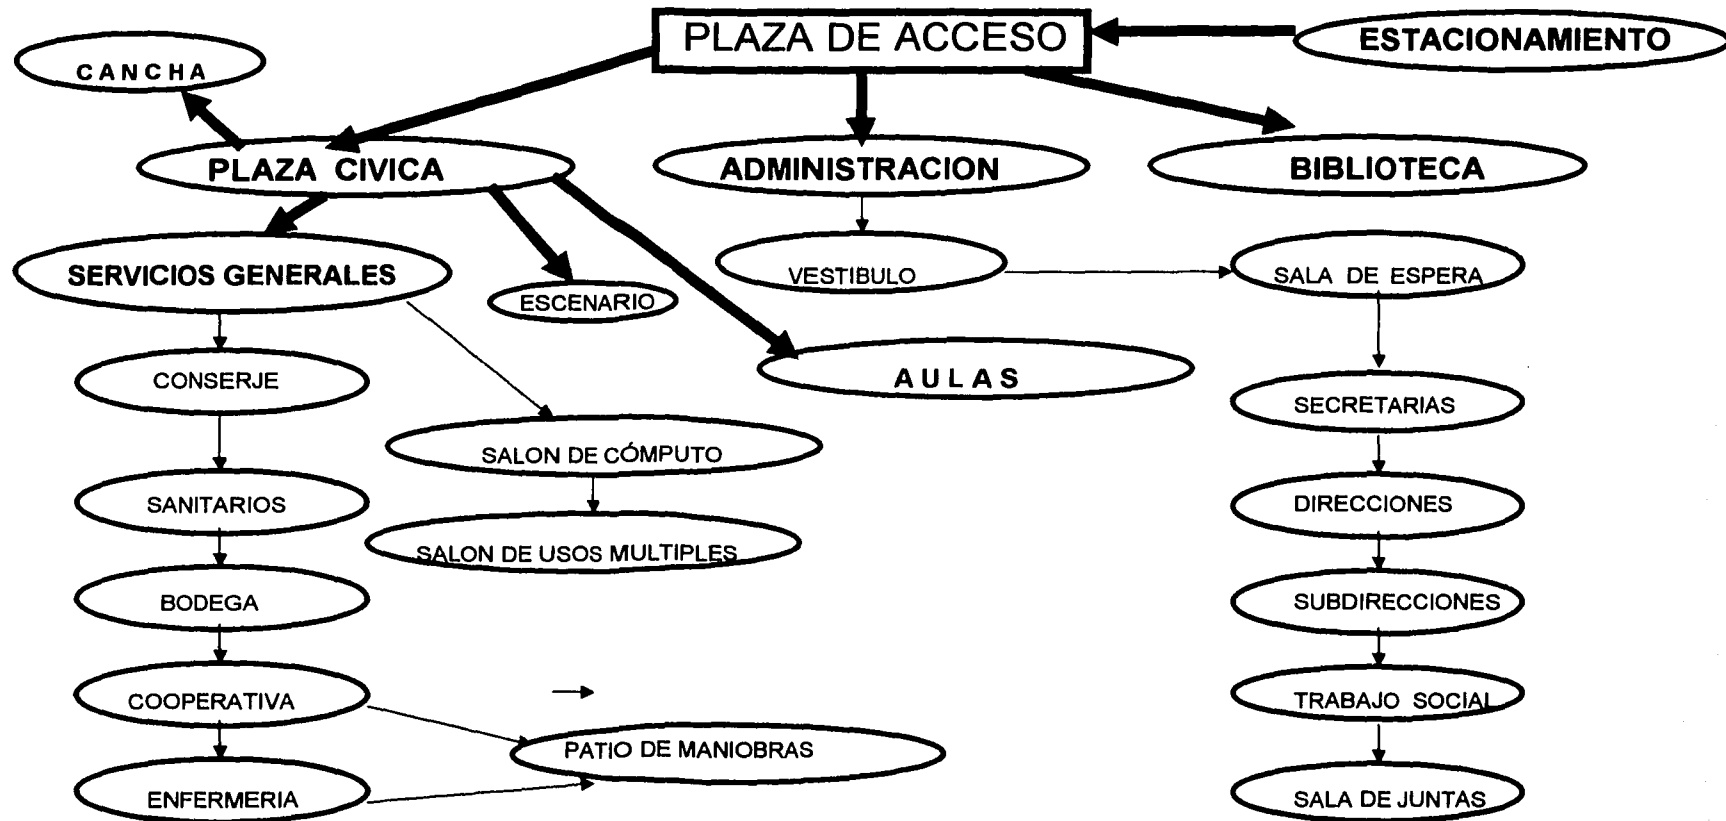 PLAZA DE ACCESO
ESTACIONAMIENTO
CANCHA
PLAZA CIVICA
ADMINISTRACION
BIBLIOTECA
SERVICIOS GENERALES
ESCENARIO
VESTIBULO
SALA DE ESPERA
CONSERJE
AULAS
SECRETARIAS
SALON DE CÓMPUTO
SANITARIOS
DIRECCIONES
SALON DE USOS MULTIPLES
BODEGA
SUBDIRECCIONES
COOPERATIVA
TRABAJO SOCIAL
PATIO DE MANIOBRAS
ENFERMERIA
SALA DE JUNTAS